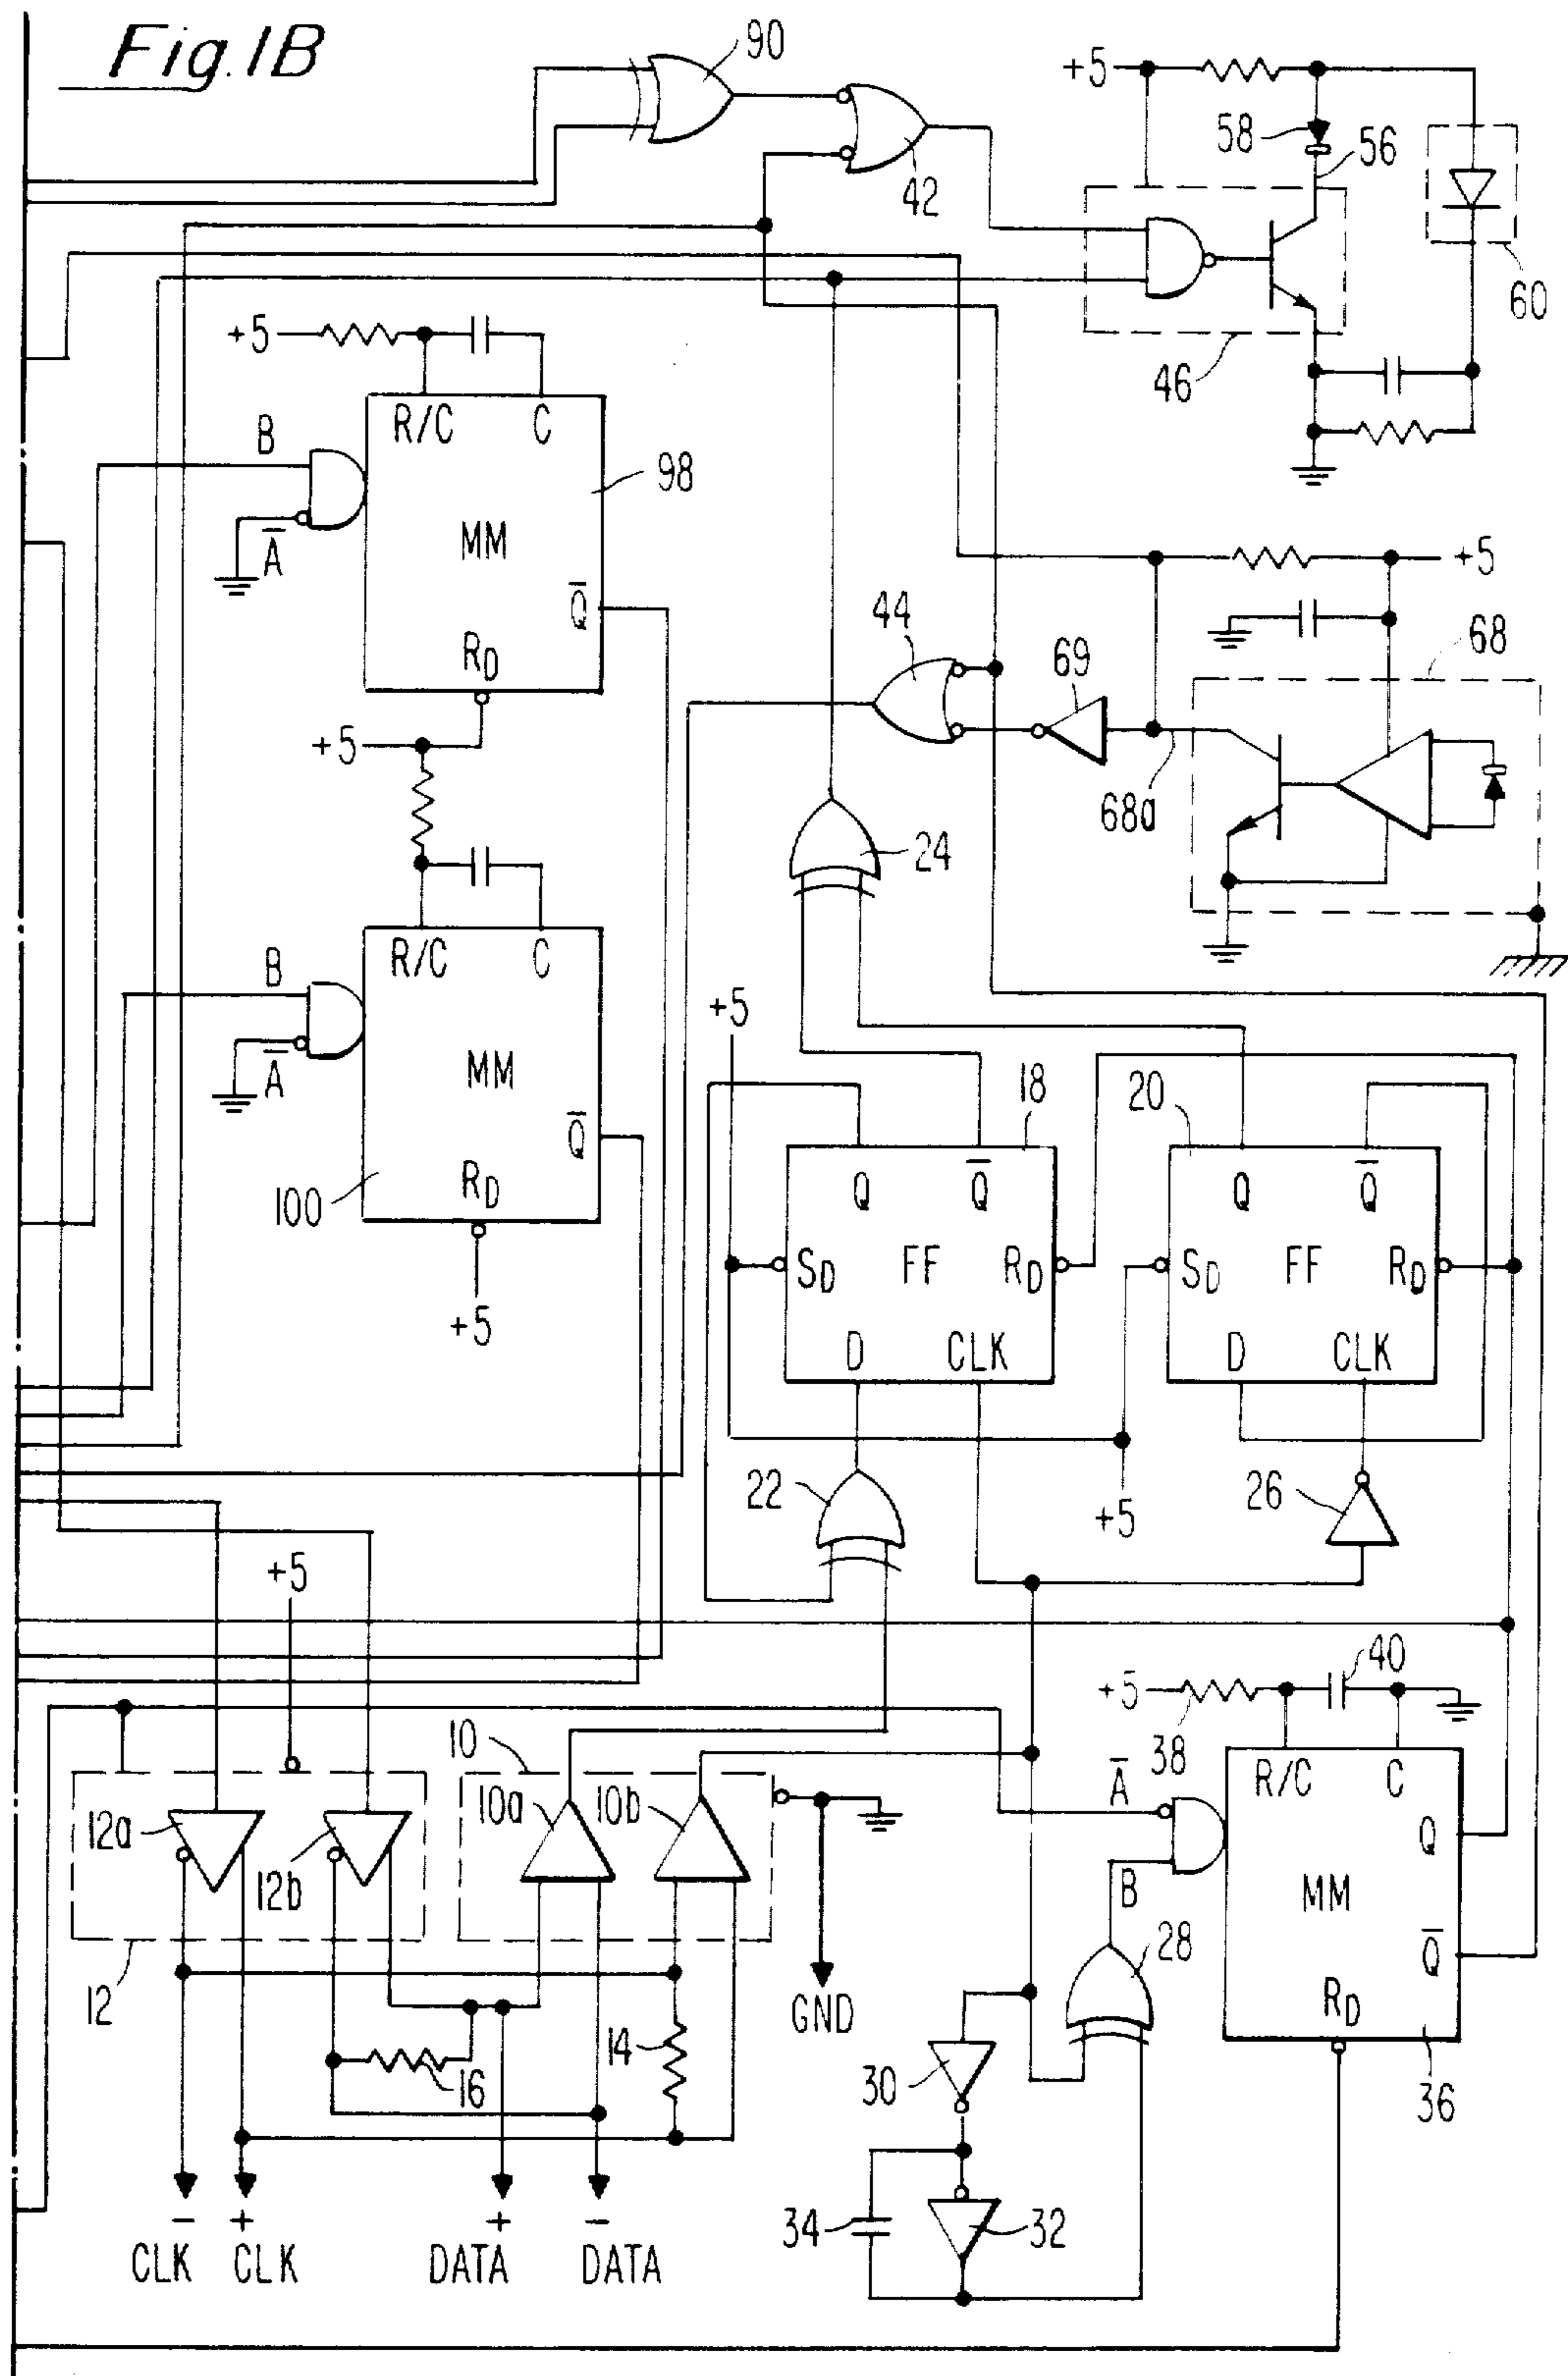 Fig. 1B
90
42
+5
58
56
60
46
+5
R/C C
B
A̅
MM
98
Q̅
RD
+5
44
69
68
68a
+5
24
R/C C
B
A̅
MM
Q̅
RD
100
+5
+5
18
Q Q̅
SD FF RD
D CLK
20
Q Q̅
SD FF RD
D CLK
22
+5
26
+5
40
+5
38
10
10a
10b
12a
12b
12
A̅
B
R/C C
Q
MM
Q̅
RD
36
28
GND
14
16
30
34
32
- +
CLK CLK
+ -
DATA DATA